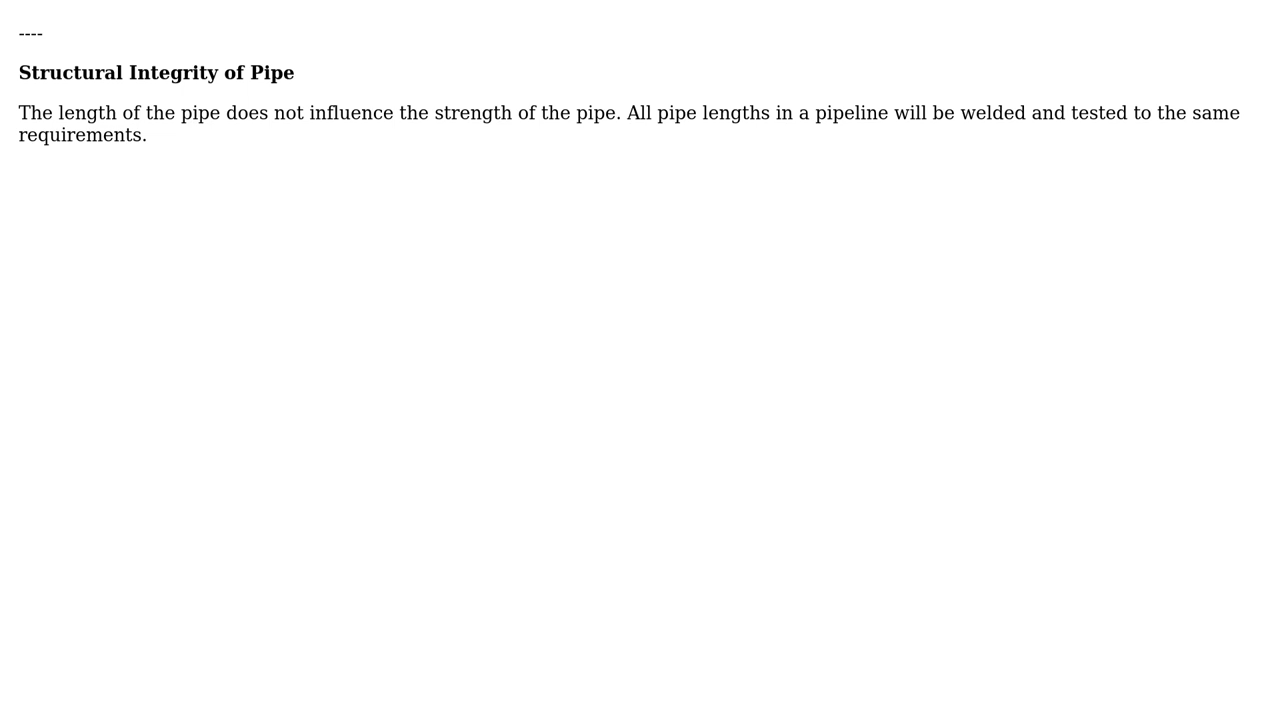 ----
Structural Integrity of Pipe
The length of the pipe does not influence the strength of the pipe. All pipe lengths in a pipeline will be welded and tested to the same
requirements.